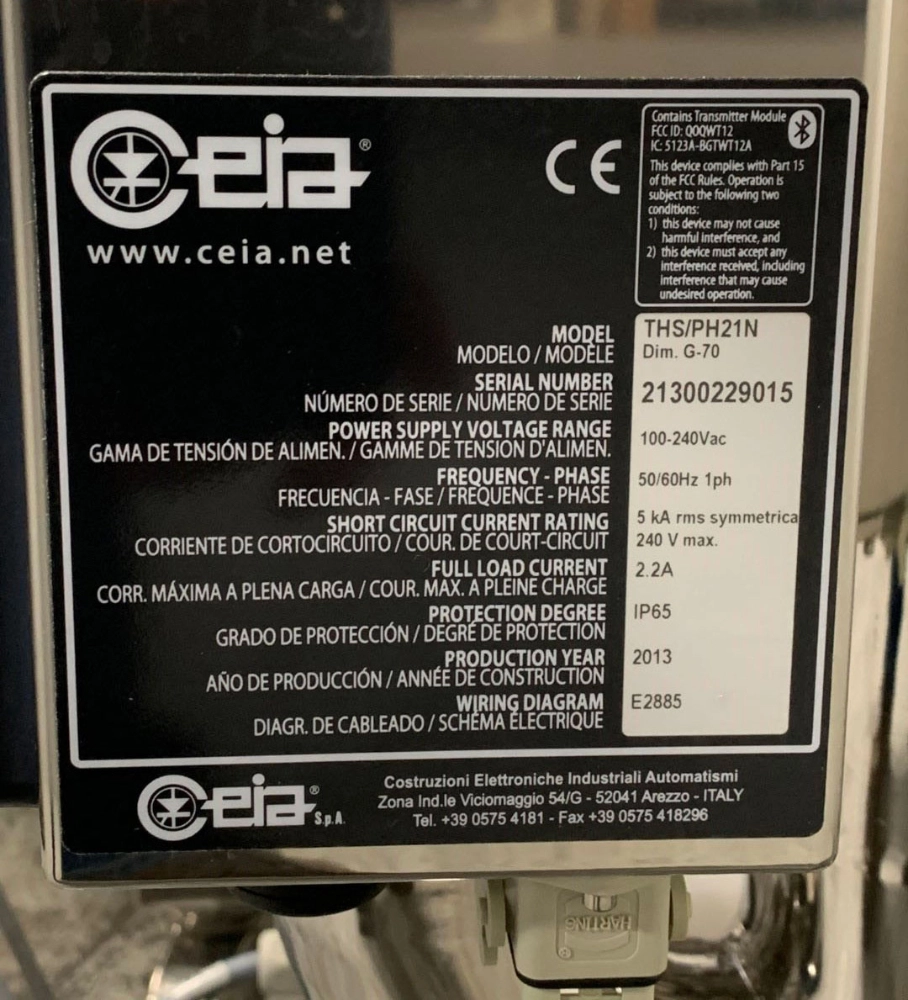 Ceia®
www.ceia.net
CE
Contains Transmitter Module
FCC ID: QOQWT12
IC: 5123A-BGTWT12A
This device complies with Part 15
of the FCC Rules. Operation is
subject to the following two
conditions:
1) this device may not cause
harmful interference, and
2) this device must accept any
interference received, including
interference that may cause
undesired operation.
MODEL THS/PH21N
MODELO / MODÈLE Dim. G-70
SERIAL NUMBER 21300229015
NÚMERO DE SERIE / NUMÉRO DE SERIE
POWER SUPPLY VOLTAGE RANGE 100-240Vac
GAMA DE TENSIÓN DE ALIMEN. / GAMME DE TENSION D'ALIMEN.
FREQUENCY - PHASE 50/60Hz 1ph
FRECUENCIA - FASE / FRÉQUENCE - PHASE
SHORT CIRCUIT CURRENT RATING 5 kA rms symmetrica
CORRIENTE DE CORTOCIRCUITO / COUR. DE COURT-CIRCUIT 240 V max.
FULL LOAD CURRENT 2.2A
CORR. MÁXIMA A PLENA CARGA / COUR. MAX. A PLEINE CHARGE
PROTECTION DEGREE IP65
GRADO DE PROTECCIÓN / DEGRÉ DE PROTECTION
PRODUCTION YEAR 2013
AÑO DE PRODUCCIÓN / ANNÉE DE CONSTRUCTION
WIRING DIAGRAM E2885
DIAGR. DE CABLEADO / SCHÉMA ÉLECTRIQUE
Ceia® S.p.A.
Costruzioni Elettroniche Industriali Automatismi
Zona Ind.le Viciomaggio 54/G - 52041 Arezzo - ITALY
Tel. +39 0575 4181 - Fax +39 0575 418296
HARTING